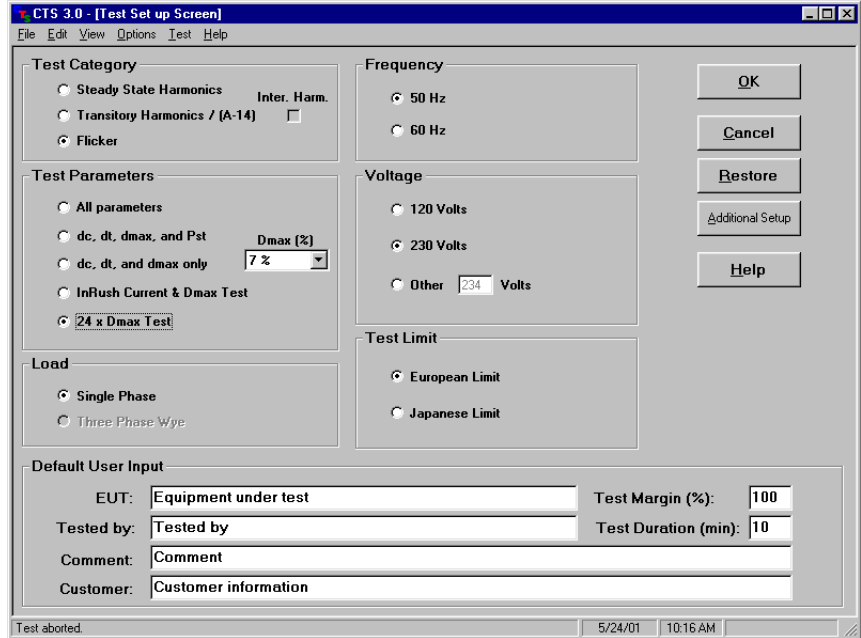 CTS 3.0 - [Test Set up Screen]
File Edit View Options Test Help
Test Category
Steady State Harmonics
Inter. Harm.
Transitory Harmonics / (A-14)
Flicker
Frequency
50 Hz
60 Hz
OK
Cancel
Restore
Additional Setup
Help
Test Parameters
All parameters
dc, dt, dmax, and Pst
Dmax (%)
dc, dt, and dmax only
7 %
InRush Current & Dmax Test
24 x Dmax Test
Voltage
120 Volts
230 Volts
Other 234 Volts
Load
Single Phase
Three Phase Wye
Test Limit
European Limit
Japanese Limit
Default User Input
EUT: Equipment under test
Test Margin (%): 100
Tested by: Tested by
Test Duration (min): 10
Comment: Comment
Customer: Customer information
Test aborted.
5/24/01 10:16 AM